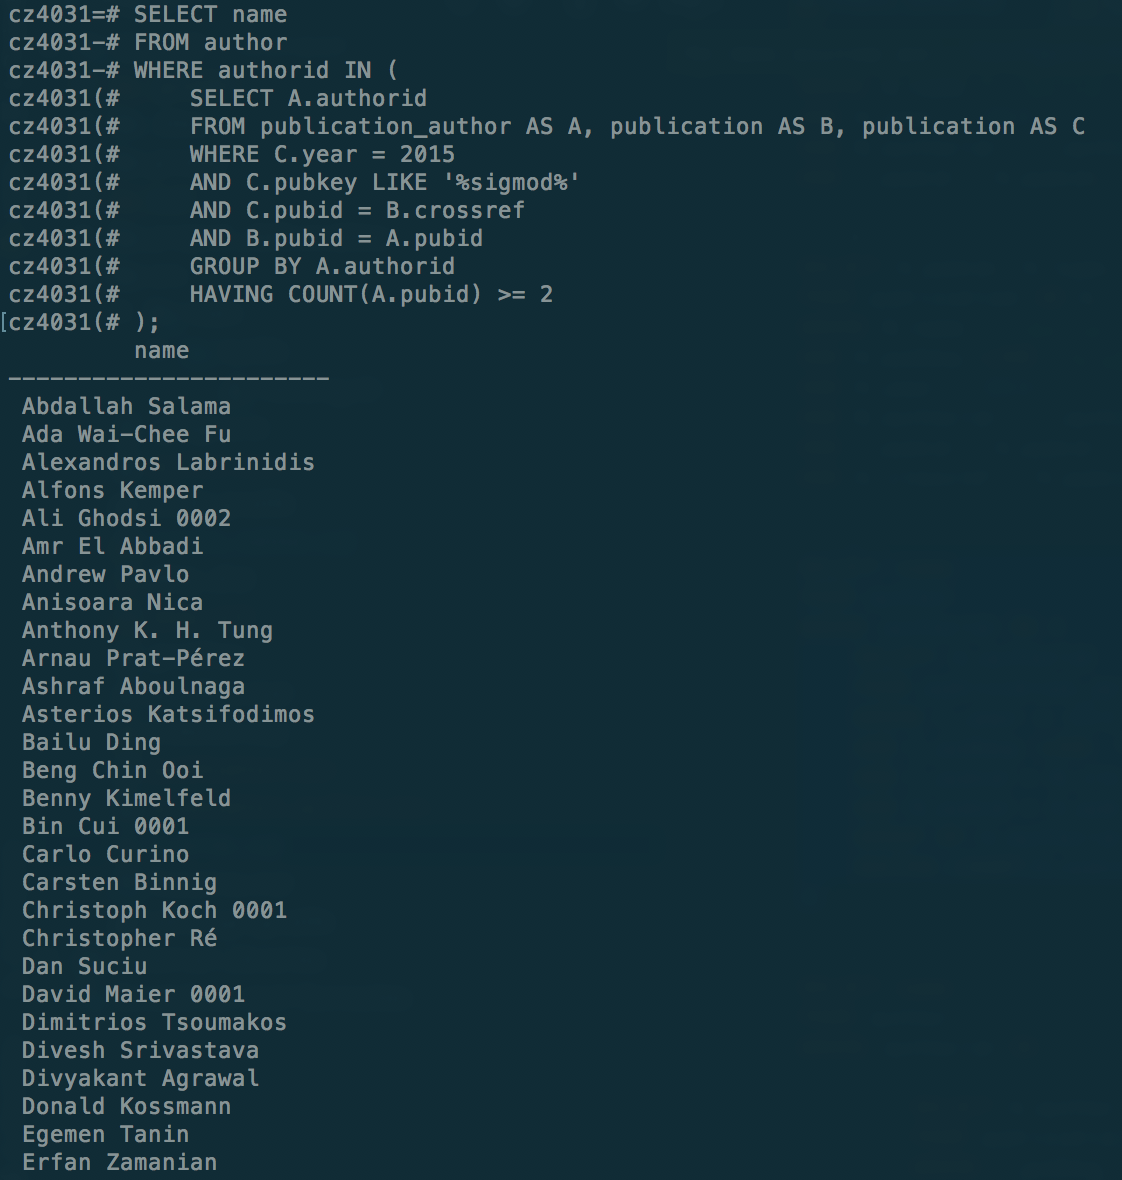 cz4031=# SELECT name
cz4031-# FROM author
cz4031-# WHERE authorid IN (
cz4031(#     SELECT A.authorid
cz4031(#     FROM publication_author AS A, publication AS B, publication AS C
cz4031(#     WHERE C.year = 2015
cz4031(#     AND C.pubkey LIKE '%sigmod%'
cz4031(#     AND C.pubid = B.crossref
cz4031(#     AND B.pubid = A.pubid
cz4031(#     GROUP BY A.authorid
cz4031(#     HAVING COUNT(A.pubid) >= 2
[cz4031(# );
         name
-----------------------
 Abdallah Salama
 Ada Wai-Chee Fu
 Alexandros Labrinidis
 Alfons Kemper
 Ali Ghodsi 0002
 Amr El Abbadi
 Andrew Pavlo
 Anisoara Nica
 Anthony K. H. Tung
 Arnau Prat-Pérez
 Ashraf Aboulnaga
 Asterios Katsifodimos
 Bailu Ding
 Beng Chin Ooi
 Benny Kimelfeld
 Bin Cui 0001
 Carlo Curino
 Carsten Binnig
 Christoph Koch 0001
 Christopher Ré
 Dan Suciu
 David Maier 0001
 Dimitrios Tsoumakos
 Divesh Srivastava
 Divyakant Agrawal
 Donald Kossmann
 Egemen Tanin
 Erfan Zamanian